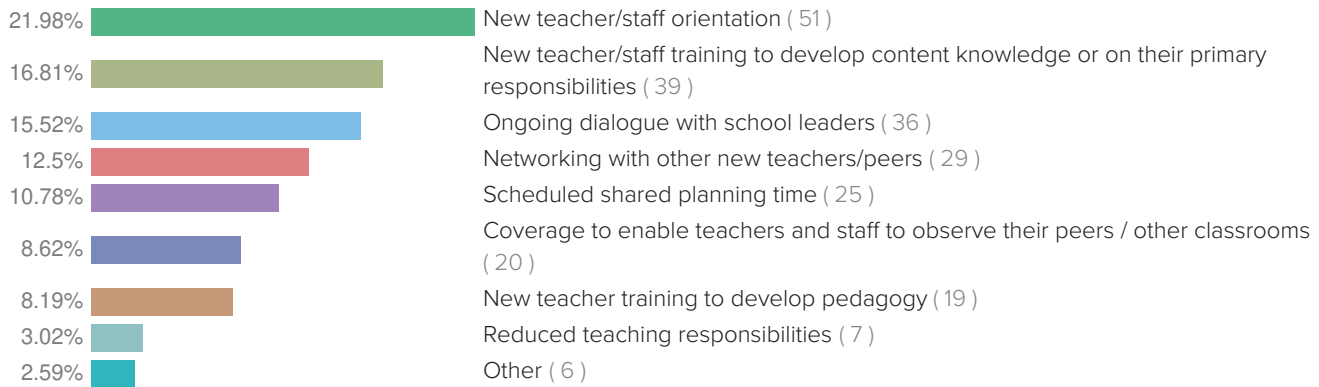 21.98% New teacher/staff orientation ( 51 )
New teacher/staff training to develop content knowledge or on their primary
16.81%
responsibilities ( 39 )
15.52% Ongoing dialogue with school leaders ( 36 )
12.5% Networking with other new teachers/peers ( 29 )
10.78% Scheduled shared planning time ( 25 )
Coverage to enable teachers and staff to observe their peers / other classrooms
8.62%
( 20 )
8.19% New teacher training to develop pedagogy ( 19 )
3.02% Reduced teaching responsibilities ( 7 )
2.59% Other ( 6 )